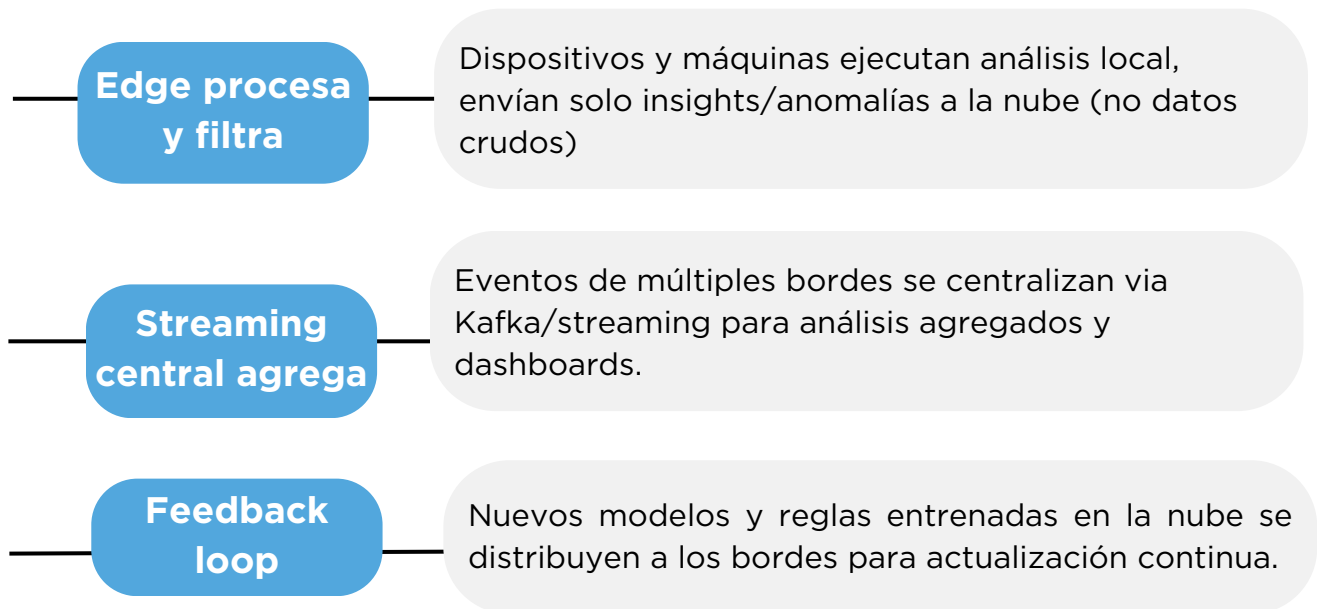 Edge procesa
y filtra
Dispositivos y máquinas ejecutan análisis local,
envían solo insights/anomalías a la nube (no datos
crudos)
Streaming
central agrega
Eventos de múltiples bordes se centralizan via
Kafka/streaming para análisis agregados y
dashboards.
Feedback
loop
Nuevos modelos y reglas entrenadas en la nube se
distribuyen a los bordes para actualización continua.